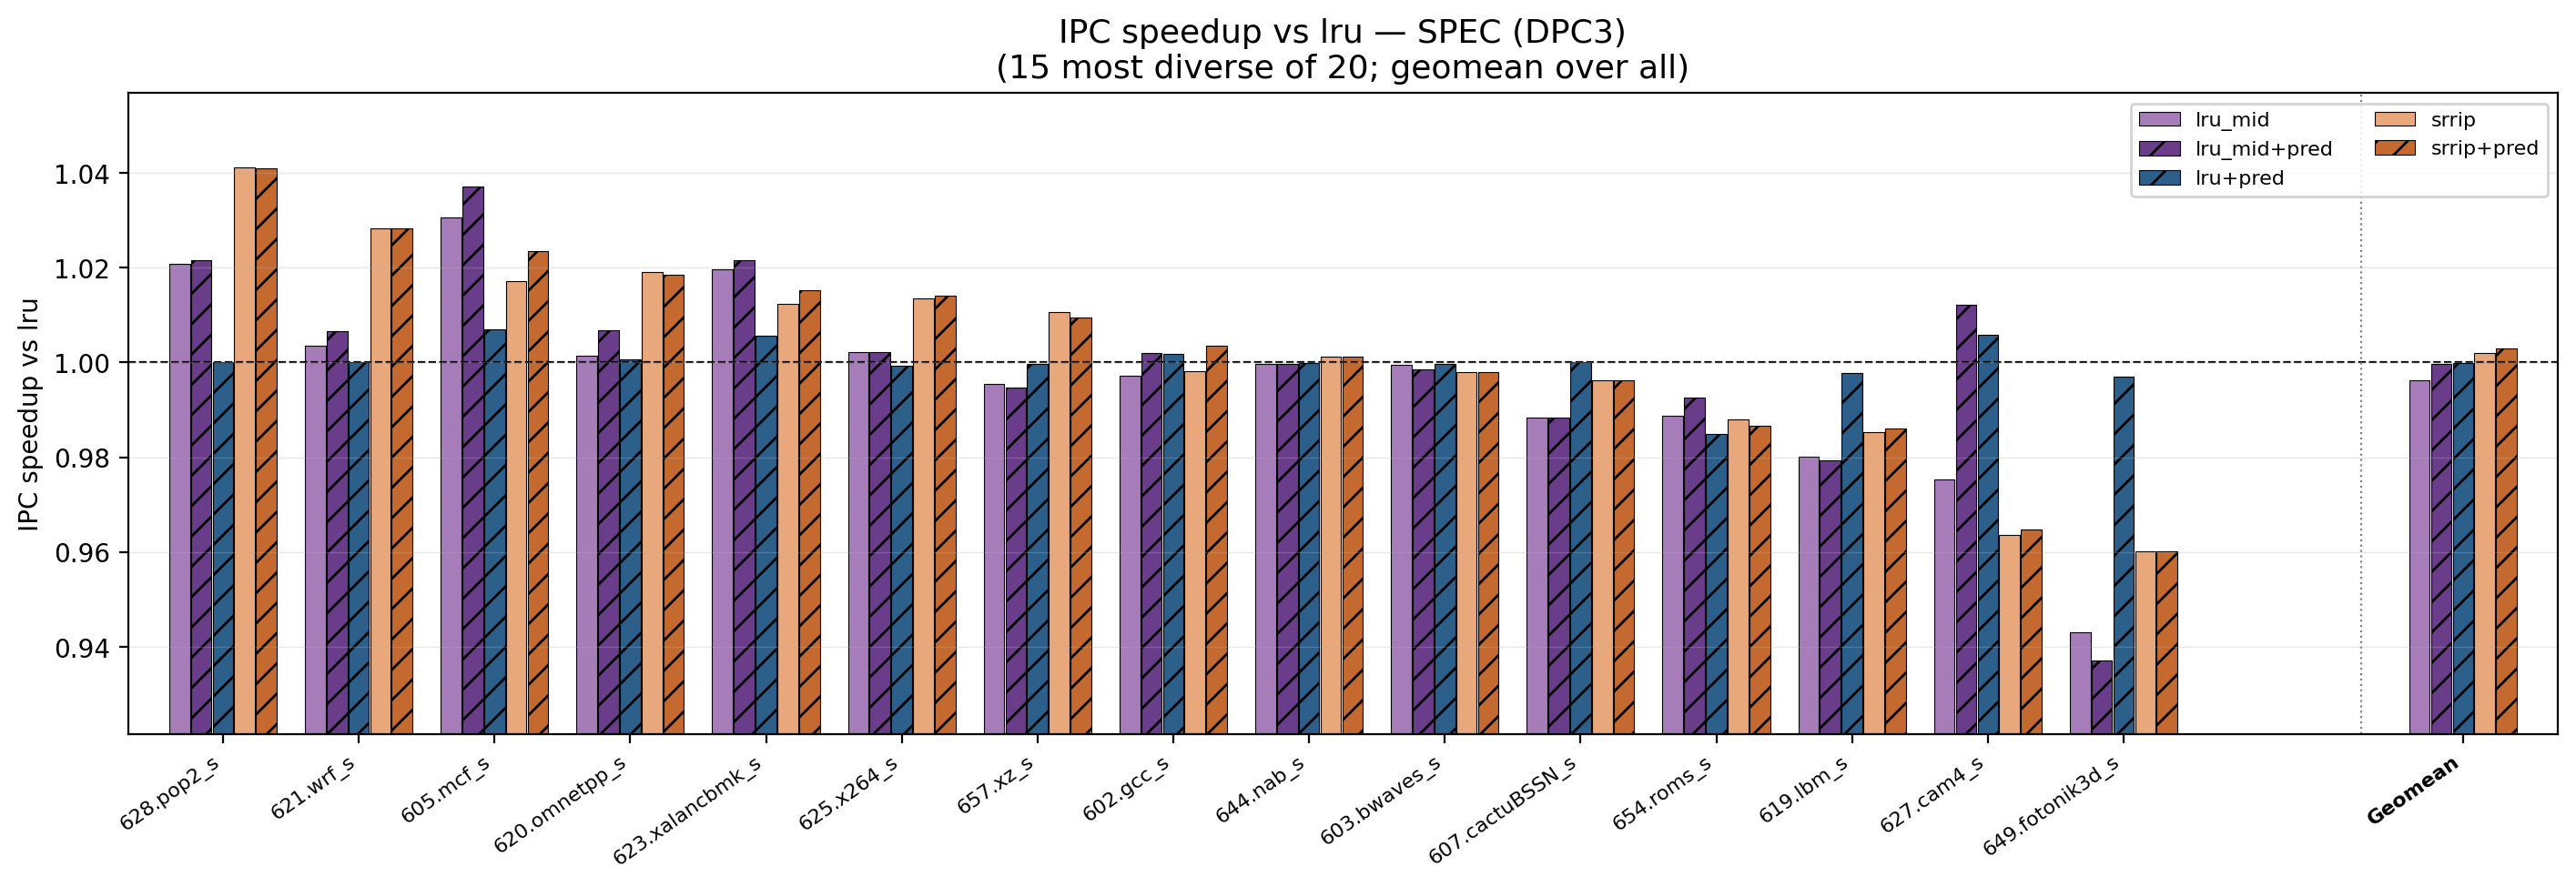 IPC speedup vs lru — SPEC (DPC3)
(15 most diverse of 20; geomean over all)
IPC speedup vs lru
1.04
1.02
1.00
0.98
0.96
0.94
lru_mid
lru_mid+pred
lru+pred
srrip
srrip+pred
628.pop2_s
621.wrf_s
605.mcf_s
620.omnetpp_s
623.xalancbmk_s
625.x264_s
657.xz_s
602.gcc_s
644.nab_s
603.bwaves_s
607.cactuBSSN_s
654.roms_s
619.lbm_s
627.cam4_s
649.fotonik3d_s
Geomean